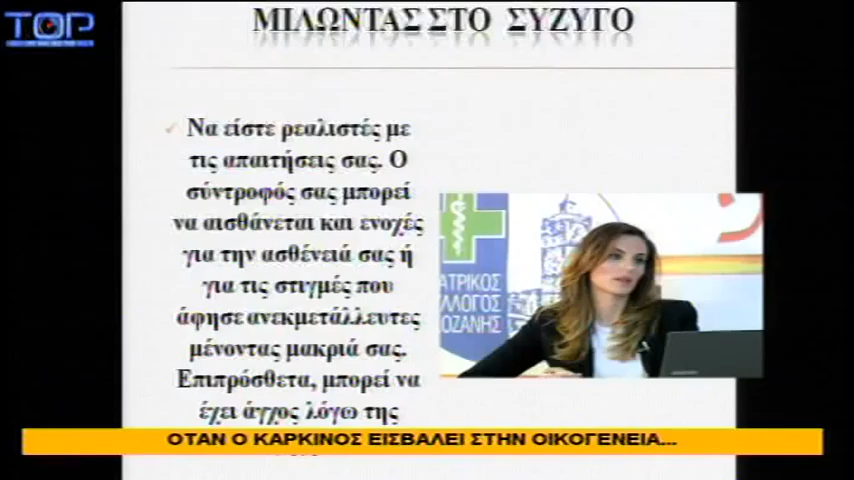 TOP
ΜΙΛΩΝΤΑΣ ΣΤΟ ΣΥΖΥΓΟ
✓ Να είστε ρεαλιστές με
τις απαιτήσεις σας. Ο
σύντροφός σας μπορεί
να αισθάνεται και ενοχές
για την ασθένειά σας ή
για τις στιγμές που
άφησε ανεκμετάλλευτες
μένοντας μακριά σας.
Επιπρόσθετα, μπορεί να
έχει άγχος λόγω της
ΑΤΡΙΚΟΣ
ΛΛΟΓΟΣ
ΟΖΑΝΗΣ
ΟΤΑΝ Ο ΚΑΡΚΙΝΟΣ ΕΙΣΒΑΛΕΙ ΣΤΗΝ ΟΙΚΟΓΕΝΕΙΑ...